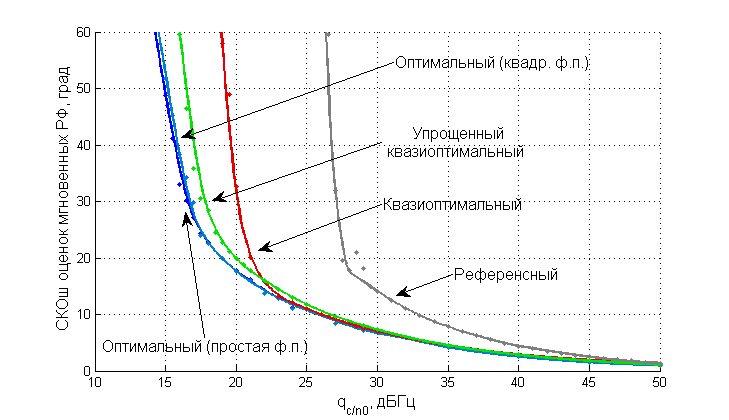 60
50
40
30
20
10
0
10
15
20
25
30
35
40
45
50
СКОш оценок мгновенных РФ, град
qc/n0, дБГц
Оптимальный (квадр. ф.п.)
Упрощенный
квазиоптимальный
Квазиоптимальный
Референсный
Оптимальный (простая ф.п.)